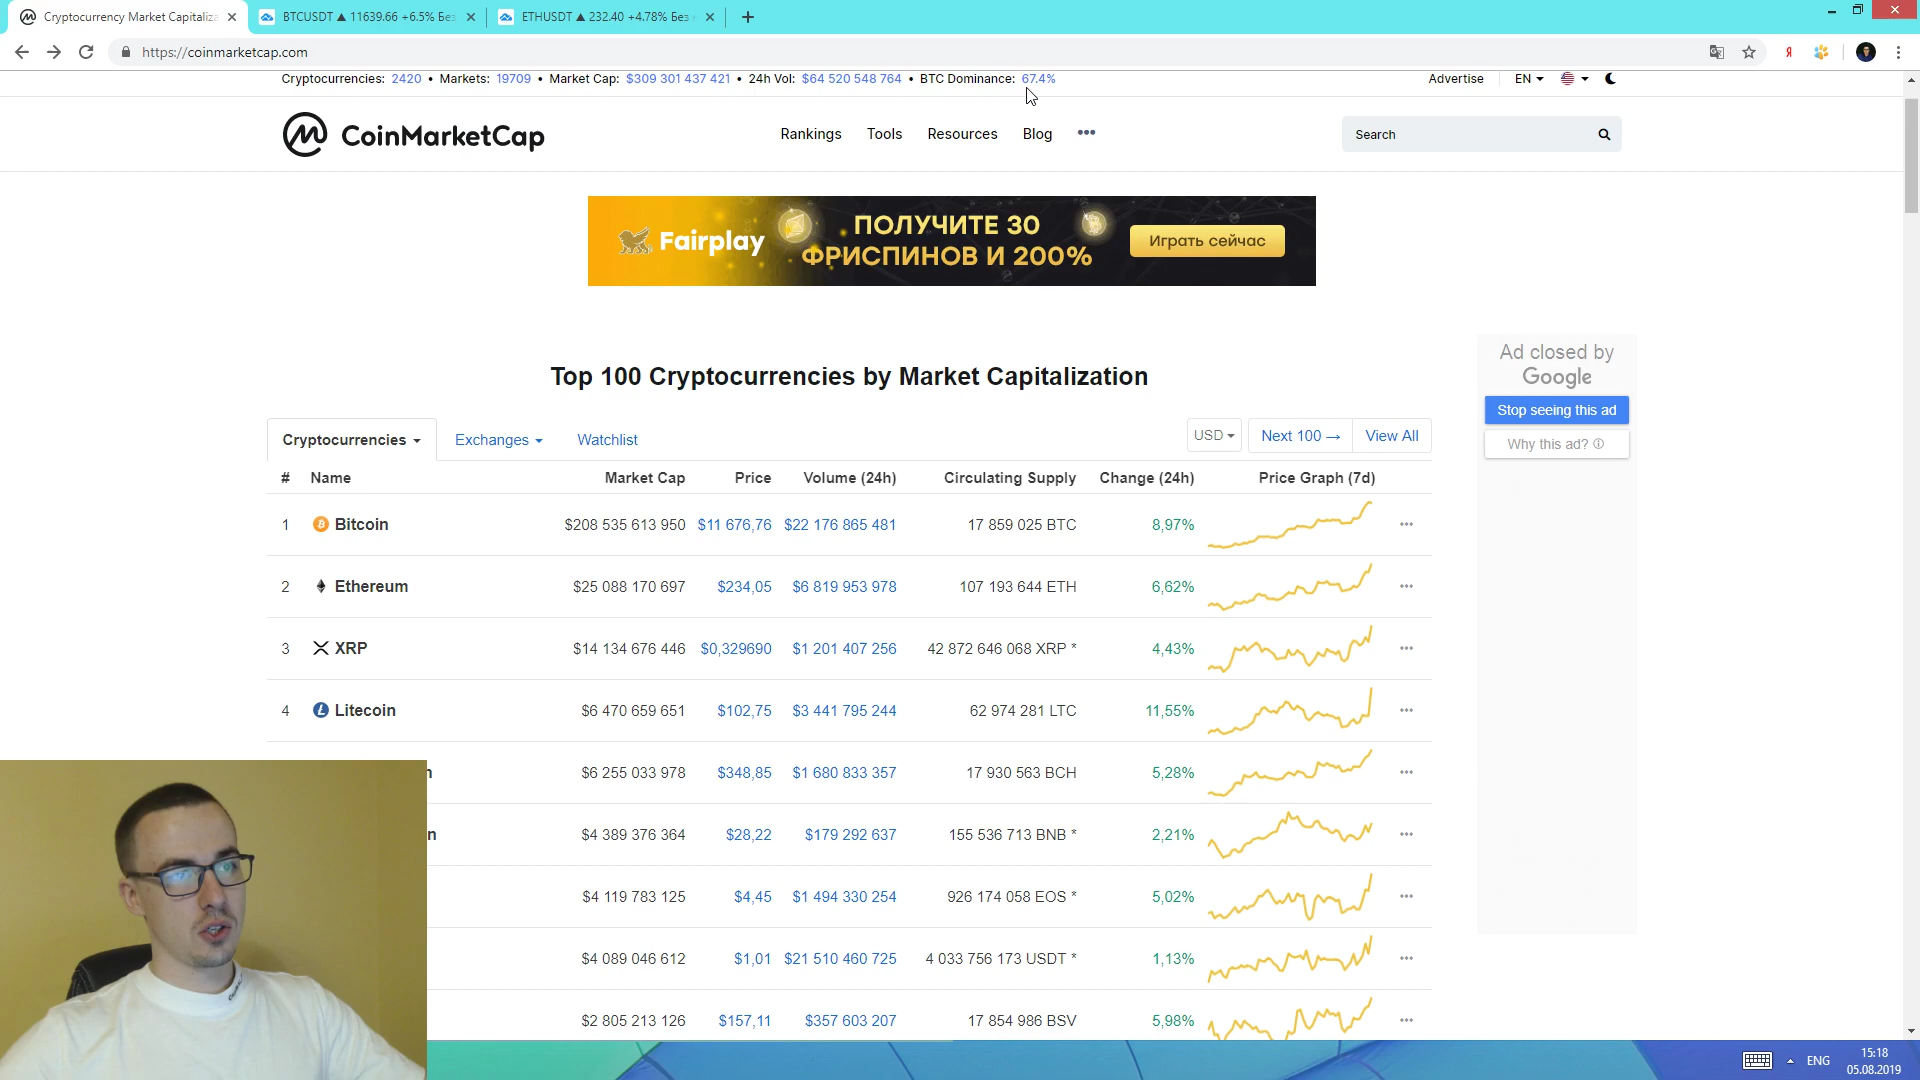 Cryptocurrency Market Capitaliza
BTCUSDT ▲ 11639.66 +6.5% Без
ETHUSDT ▲ 232.40 +4.78% Без
https://coinmarketcap.com
Cryptocurrencies: 2420 • Markets: 19709 • Market Cap: $309 301 437 421 • 24h Vol: $64 520 548 764 • BTC Dominance: 67.4%
Advertise EN
CoinMarketCap
Rankings Tools Resources Blog •••
Search
Fairplay
ПОЛУЧИТЕ 30
ФРИСПИНОВ И 200%
Играть сейчас
Top 100 Cryptocurrencies by Market Capitalization
Ad closed by
Google
Stop seeing this ad
Why this ad?
Cryptocurrencies Exchanges Watchlist USD Next 100 → View All
# Name Market Cap Price Volume (24h) Circulating Supply Change (24h) Price Graph (7d)
1 Bitcoin $208 535 613 950 $11 676,76 $22 176 865 481 17 859 025 BTC 8,97%
2 Ethereum $25 088 170 697 $234,05 $6 819 953 978 107 193 644 ETH 6,62%
3 XRP $14 134 676 446 $0,329690 $1 201 407 256 42 872 646 068 XRP * 4,43%
4 Litecoin $6 470 659 651 $102,75 $3 441 795 244 62 974 281 LTC 11,55%
n $6 255 033 978 $348,85 $1 680 833 357 17 930 563 BCH 5,28%
n $4 389 376 364 $28,22 $179 292 637 155 536 713 BNB * 2,21%
$4 119 783 125 $4,45 $1 494 330 254 926 174 058 EOS * 5,02%
$4 089 046 612 $1,01 $21 510 460 725 4 033 756 173 USDT * 1,13%
$2 805 213 126 $157,11 $357 603 207 17 854 986 BSV 5,98%
ENG
15:18
05.08.2019